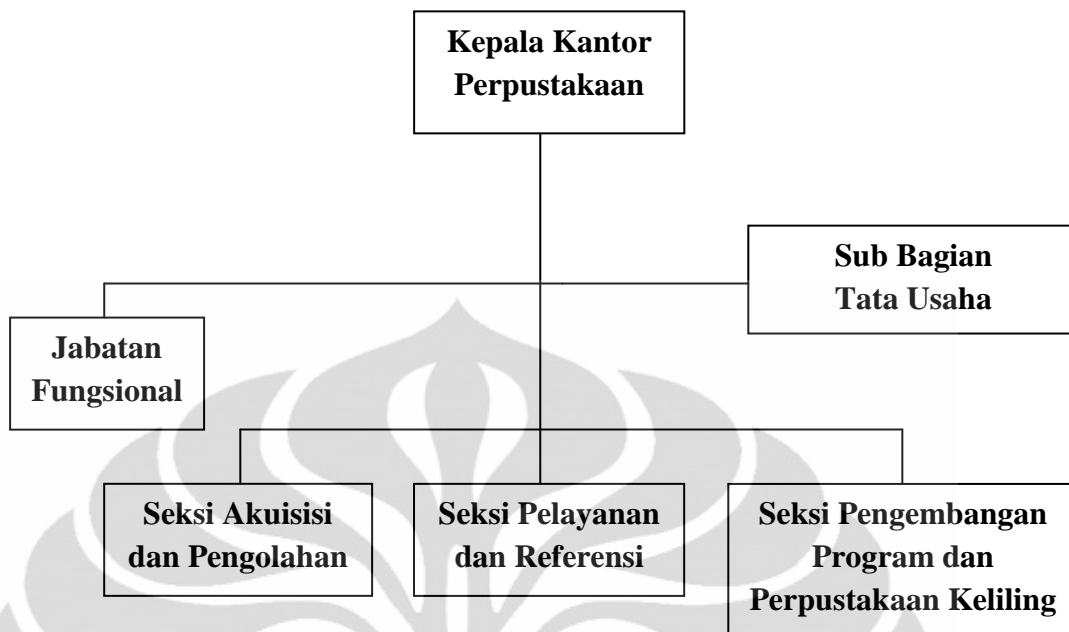 Kepala Kantor
Perpustakaan
Sub Bagian
Tata Usaha
Jabatan
Fungsional
Seksi Akuisisi
dan Pengolahan
Seksi Pelayanan
dan Referensi
Seksi Pengembangan
Program dan
Perpustakaan Keliling